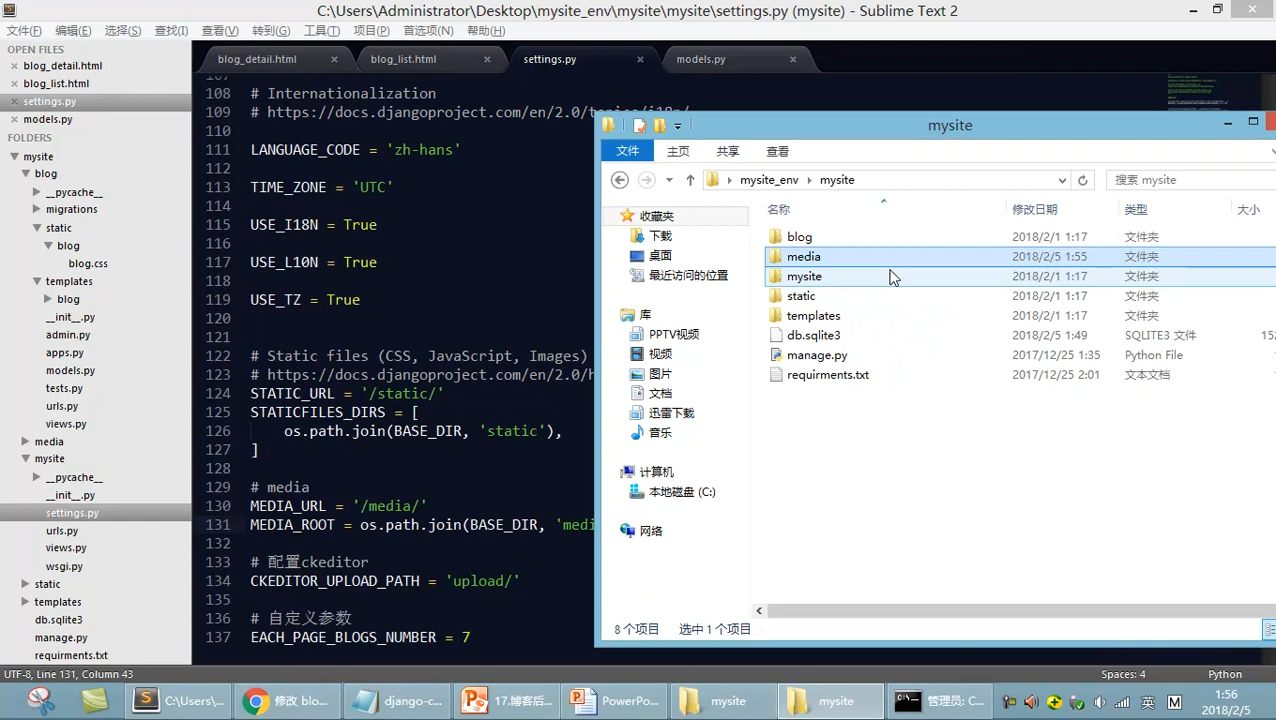 C:\Users\Administrator\Desktop\mysite_env\mysite\mysite\settings.py (mysite) - Sublime Text 2
文件(F) 编辑(E) 选择(S) 查找(I) 查看(V) 转到(G) 工具(T) 项目(P) 首选项(N) 帮助(H)
OPEN FILES
blog_detail.html
blog_list.html
settings.py
models.py
FOLDERS
mysite
blog
__pycache__
migrations
static
blog
blog.css
templates
blog
__init__.py
admin.py
apps.py
models.py
tests.py
urls.py
views.py
media
mysite
__pycache__
__init__.py
settings.py
urls.py
views.py
wsgi.py
static
templates
db.sqlite3
manage.py
requirments.txt
blog_detail.html × blog_list.html × settings.py × models.py ×
107
108 # Internationalization
109 # https://docs.djangoproject.com/en/2.0/topics/i18n/
110
111 LANGUAGE_CODE = 'zh-hans'
112
113 TIME_ZONE = 'UTC'
114
115 USE_I18N = True
116
117 USE_L10N = True
118
119 USE_TZ = True
120
121
122 # Static files (CSS, JavaScript, Images)
123 # https://docs.djangoproject.com/en/2.0/h
124 STATIC_URL = '/static/'
125 STATICFILES_DIRS = [
126 os.path.join(BASE_DIR, 'static'),
127 ]
128
129 # media
130 MEDIA_URL = '/media/'
131 MEDIA_ROOT = os.path.join(BASE_DIR, 'medi
132
133 # 配置ckeditor
134 CKEDITOR_UPLOAD_PATH = 'upload/'
135
136 # 自定义参数
137 EACH_PAGE_BLOGS_NUMBER = 7
mysite
文件 主页 共享 查看
mysite_env mysite
搜索 mysite
收藏夹
下载
桌面
最近访问的位置
库
PPTV视频
视频
图片
文档
迅雷下载
音乐
计算机
本地磁盘 (C:)
网络
名称 修改日期 类型 大小
blog 2018/2/1 1:17 文件夹
media 2018/2/5 1:55 文件夹
mysite 2018/2/1 1:17 文件夹
static 2018/2/1 1:17 文件夹
templates 2018/2/1 1:17 文件夹
db.sqlite3 2018/2/5 1:49 SQLITE3 文件 152
manage.py 2017/12/25 1:35 Python File
requirments.txt 2017/12/25 2:01 文本文档
8 个项目 选中 1 个项目
UTF-8, Line 131, Column 43 Spaces: 4 Python
C:\Users\... 修改 blo... django-c... 17.博客后... PowerPo... mysite mysite 管理员: C... 英 M
1:56
2018/2/5